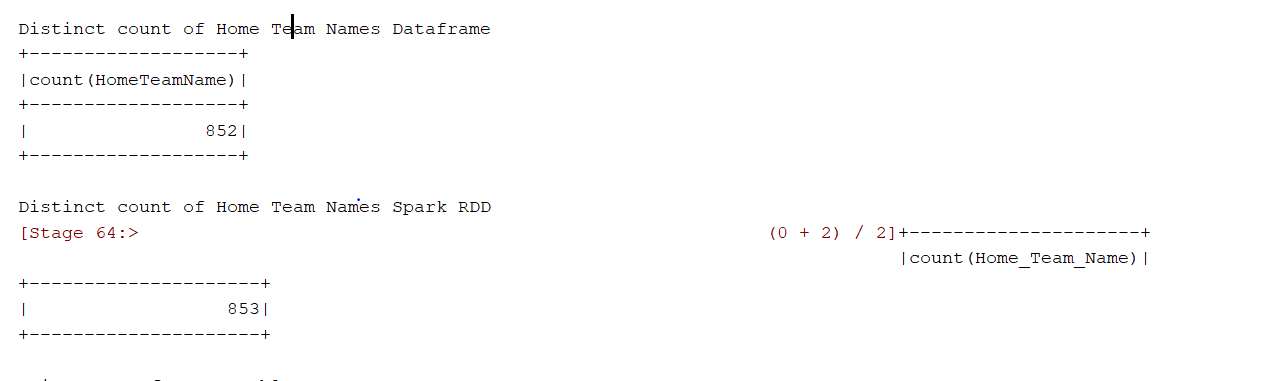 Distinct count of Home Team Names Dataframe
+-------------------+
|count(HomeTeamName)|
+-------------------+
|                852|
+-------------------+
Distinct count of Home Team Names Spark RDD
[Stage 64:>                                                          (0 + 2) / 2]+---------------------+
|count(Home_Team_Name)|
+---------------------+
|                  853|
+---------------------+